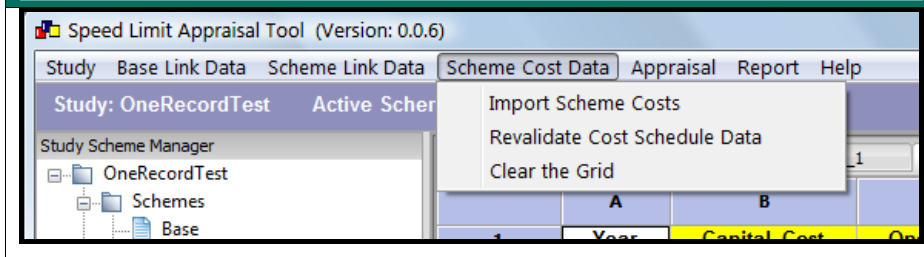 Speed Limit Appraisal Tool (Version: 0.0.6)
Study Base Link Data Scheme Link Data Scheme Cost Data Appraisal Report Help
Study: OneRecordTest Active Scher
Import Scheme Costs
Revalidate Cost Schedule Data
Clear the Grid
Study Scheme Manager
_1
OneRecordTest
Schemes
Base
A B
1 Year Capital Cost